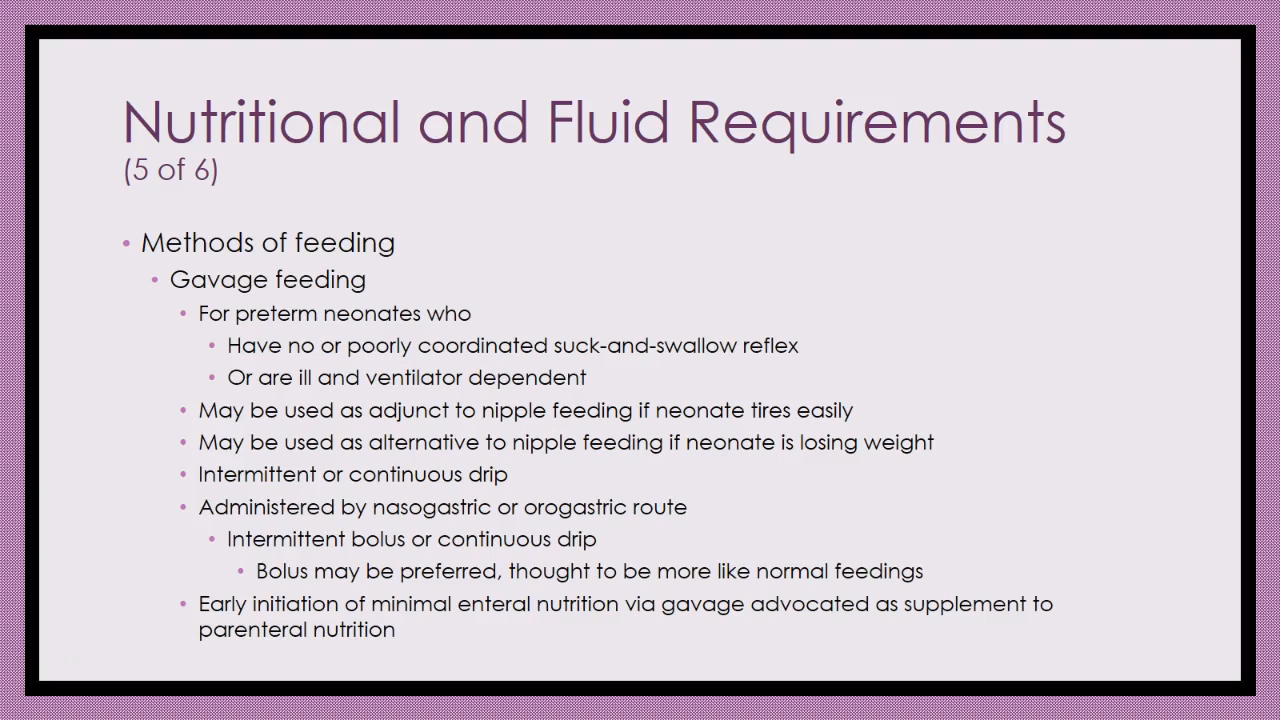 Nutritional and Fluid Requirements
(5 of 6)
• Methods of feeding
• Gavage feeding
• For preterm neonates who
• Have no or poorly coordinated suck-and-swallow reflex
• Or are ill and ventilator dependent
• May be used as adjunct to nipple feeding if neonate tires easily
• May be used as alternative to nipple feeding if neonate is losing weight
• Intermittent or continuous drip
• Administered by nasogastric or orogastric route
• Intermittent bolus or continuous drip
• Bolus may be preferred, thought to be more like normal feedings
• Early initiation of minimal enteral nutrition via gavage advocated as supplement to
parenteral nutrition